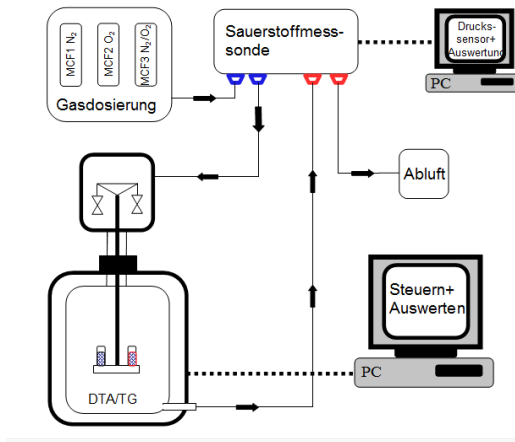 MCF1 N₂
MCF2 O₂
MCF3 N₂/O₂
Gasdosierung
Sauerstoffmess-
sonde
Drucks-
sensor+
Auswertung
PC
Abluft
Steuern+
Auswerten
PC
DTA/TG